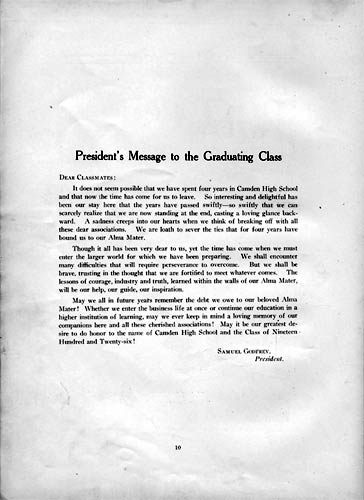 President's Message to the Graduating Class
DEAR CLASSMATES:
It does not seem possible that we have spent four years in Camden High School
and that now the time has come for us to leave. So interesting and delightful has
been our stay here that the years have passed swiftly—so swiftly that we can
scarcely realize that we are now standing at the end, casting a loving glance back-
ward. A sadness creeps into our hearts when we think of breaking off with all
these dear associations. We are loath to sever the ties that for four years have
bound us to our Alma Mater.
Though it all has been very dear to us, yet the time has come when we must
enter the larger world for which we have been preparing. We shall encounter
many difficulties that will require perseverance to overcome. But we shall be
brave, trusting in the thought that we are fortified to meet whatever comes. The
lessons of courage, industry and truth, learned within the walls of our Alma Mater,
will be our help, our guide, our inspiration.
May we all in future years remember the debt we owe to our beloved Alma
Mater! Whether we enter the business life at once or continue our education in a
higher institution of learning, may we ever keep in mind a loving memory of our
companions here and all these cherished associations! May it be our greatest de-
sire to do honor to the name of Camden High School and the Class of Nineteen
Hundred and Twenty-six!
SAMUEL GODFREY,
President.
10